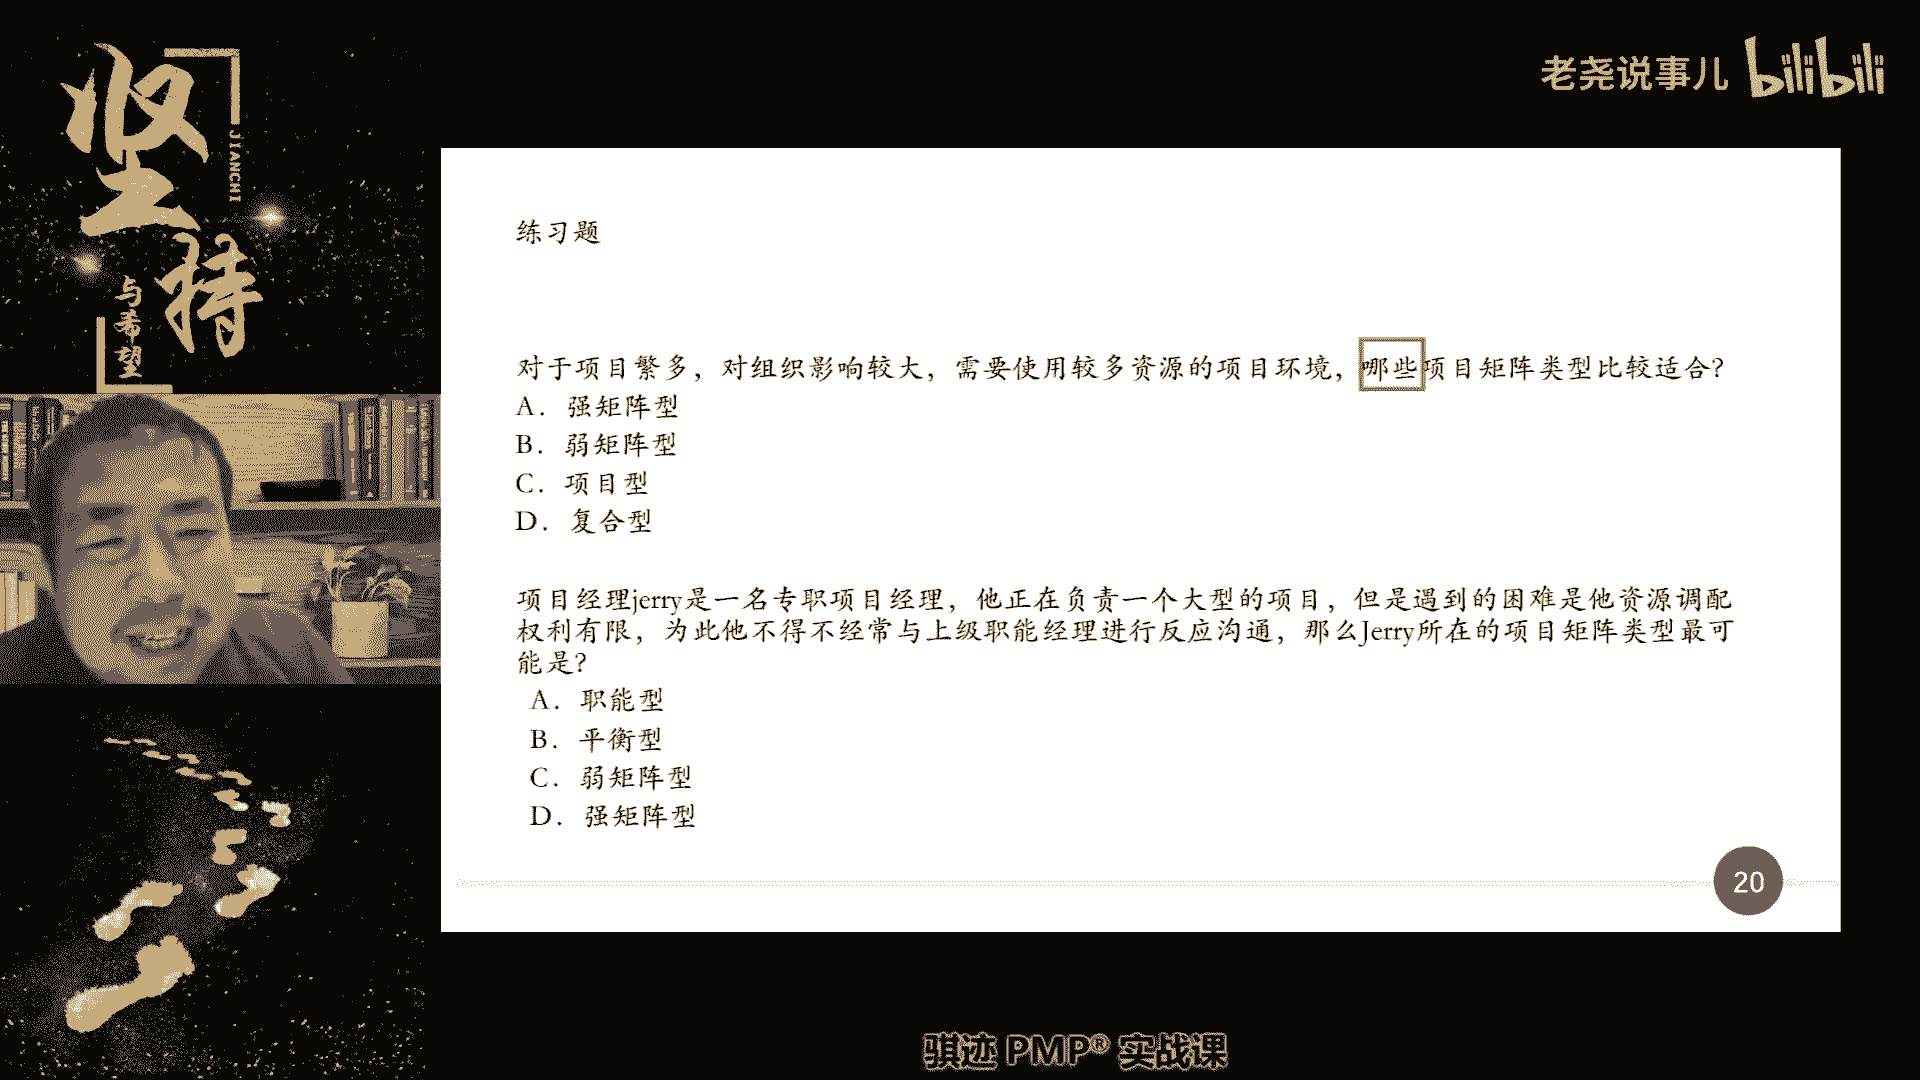 坚持
JIANCHI
与希望
老尧说事儿 bilibili
练习题
对于项目繁多，对组织影响较大，需要使用较多资源的项目环境，哪些项目矩阵类型比较适合？
A．强矩阵型
B．弱矩阵型
C．项目型
D．复合型
项目经理jerry是一名专职项目经理，他正在负责一个大型的项目，但是遇到的困难是他资源调配
权利有限，为此他不得不经常与上级职能经理进行反应沟通，那么Jerry所在的项目矩阵类型最可
能是？
A．职能型
B．平衡型
C．弱矩阵型
D．强矩阵型
20
骐迹 PMP® 实战课